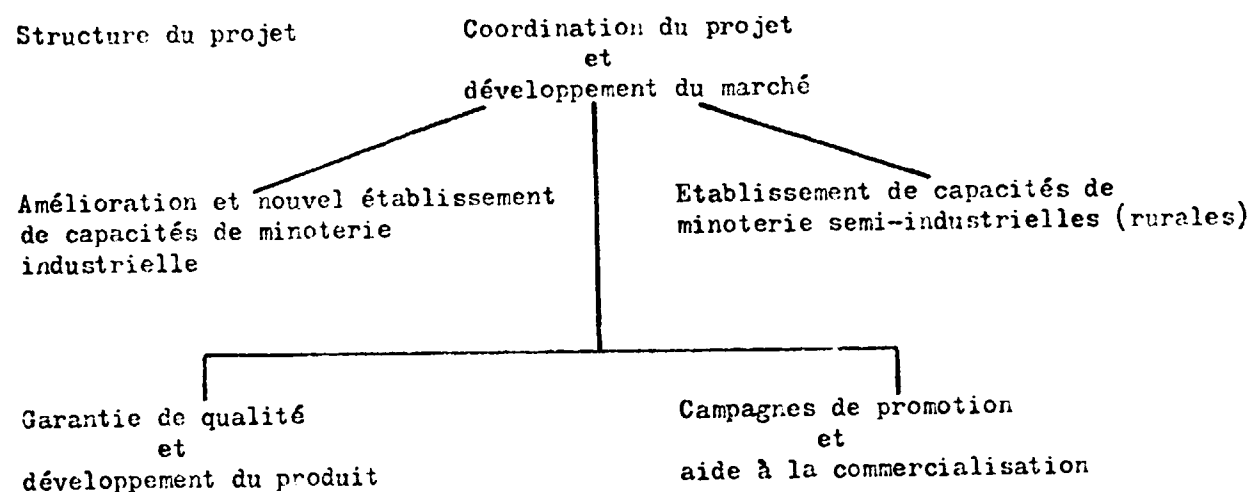 Structure du projet
Coordination du projet
et
développement du marché
Amélioration et nouvel établissement
de capacités de minoterie
industrielle
Etablissement de capacités de
minoterie semi-industrielles (rurales)
Garantie de qualité
et
développement du produit
Campagnes de promotion
et
aide à la commercialisation